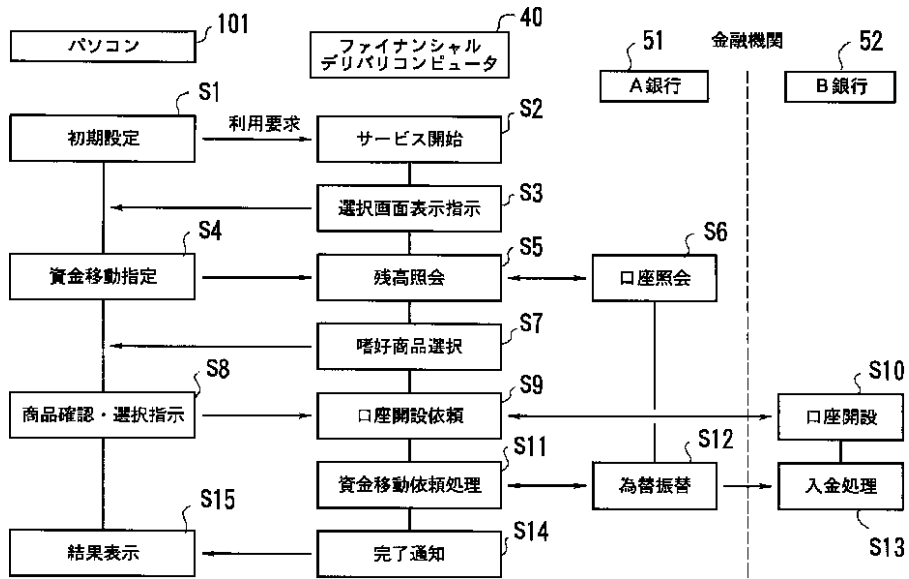 101
パソコン
40
ファイナンシャル
デリバリコンピュータ
金融機関
51
A銀行
52
B銀行
S1
初期設定
利用要求
S2
サービス開始
S3
選択画面表示指示
S4
資金移動指定
S5
残高照会
S6
口座照会
S7
嗜好商品選択
S8
商品確認・選択指示
S9
口座開設依頼
S10
口座開設
S11
資金移動依頼処理
S12
為替振替
入金処理
S13
S15
結果表示
完了通知
S14